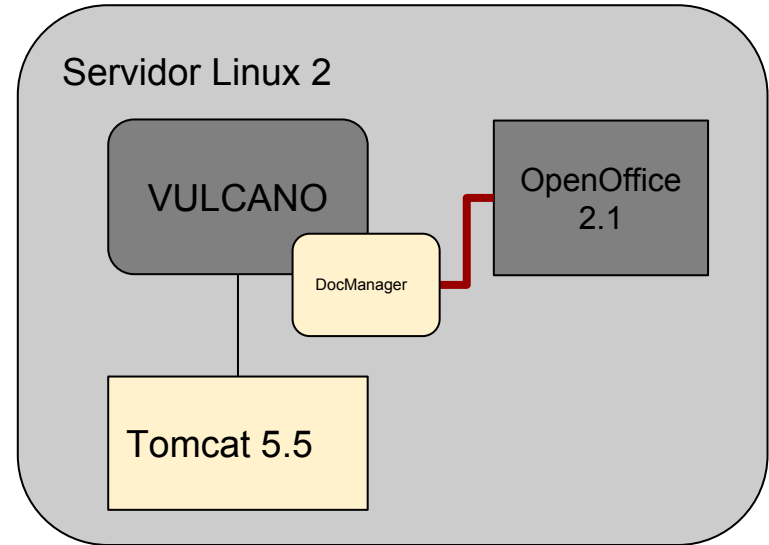 Servidor Linux 2
VULCANO
OpenOffice
2.1
DocManager
Tomcat 5.5